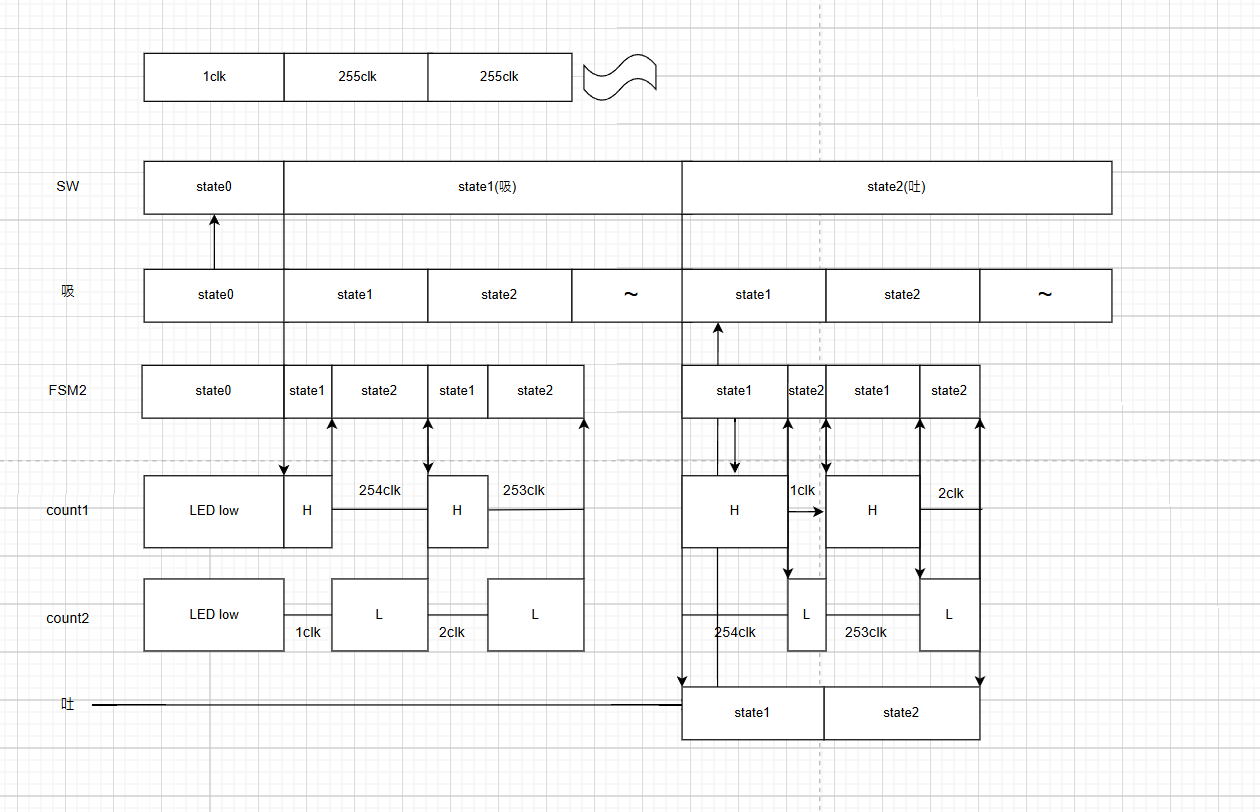 1clk
255clk
255clk
SW
state0
state1(吸)
state2(吐)
吸
state0
state1
state2
~
state1
state2
~
FSM2
state0
state1
state2
state1
state2
state1
state2
state1
state2
count1
LED low
H
254clk
H
253clk
H
1clk
H
2clk
count2
LED low
1clk
L
2clk
L
254clk
L
253clk
L
吐
state1
state2